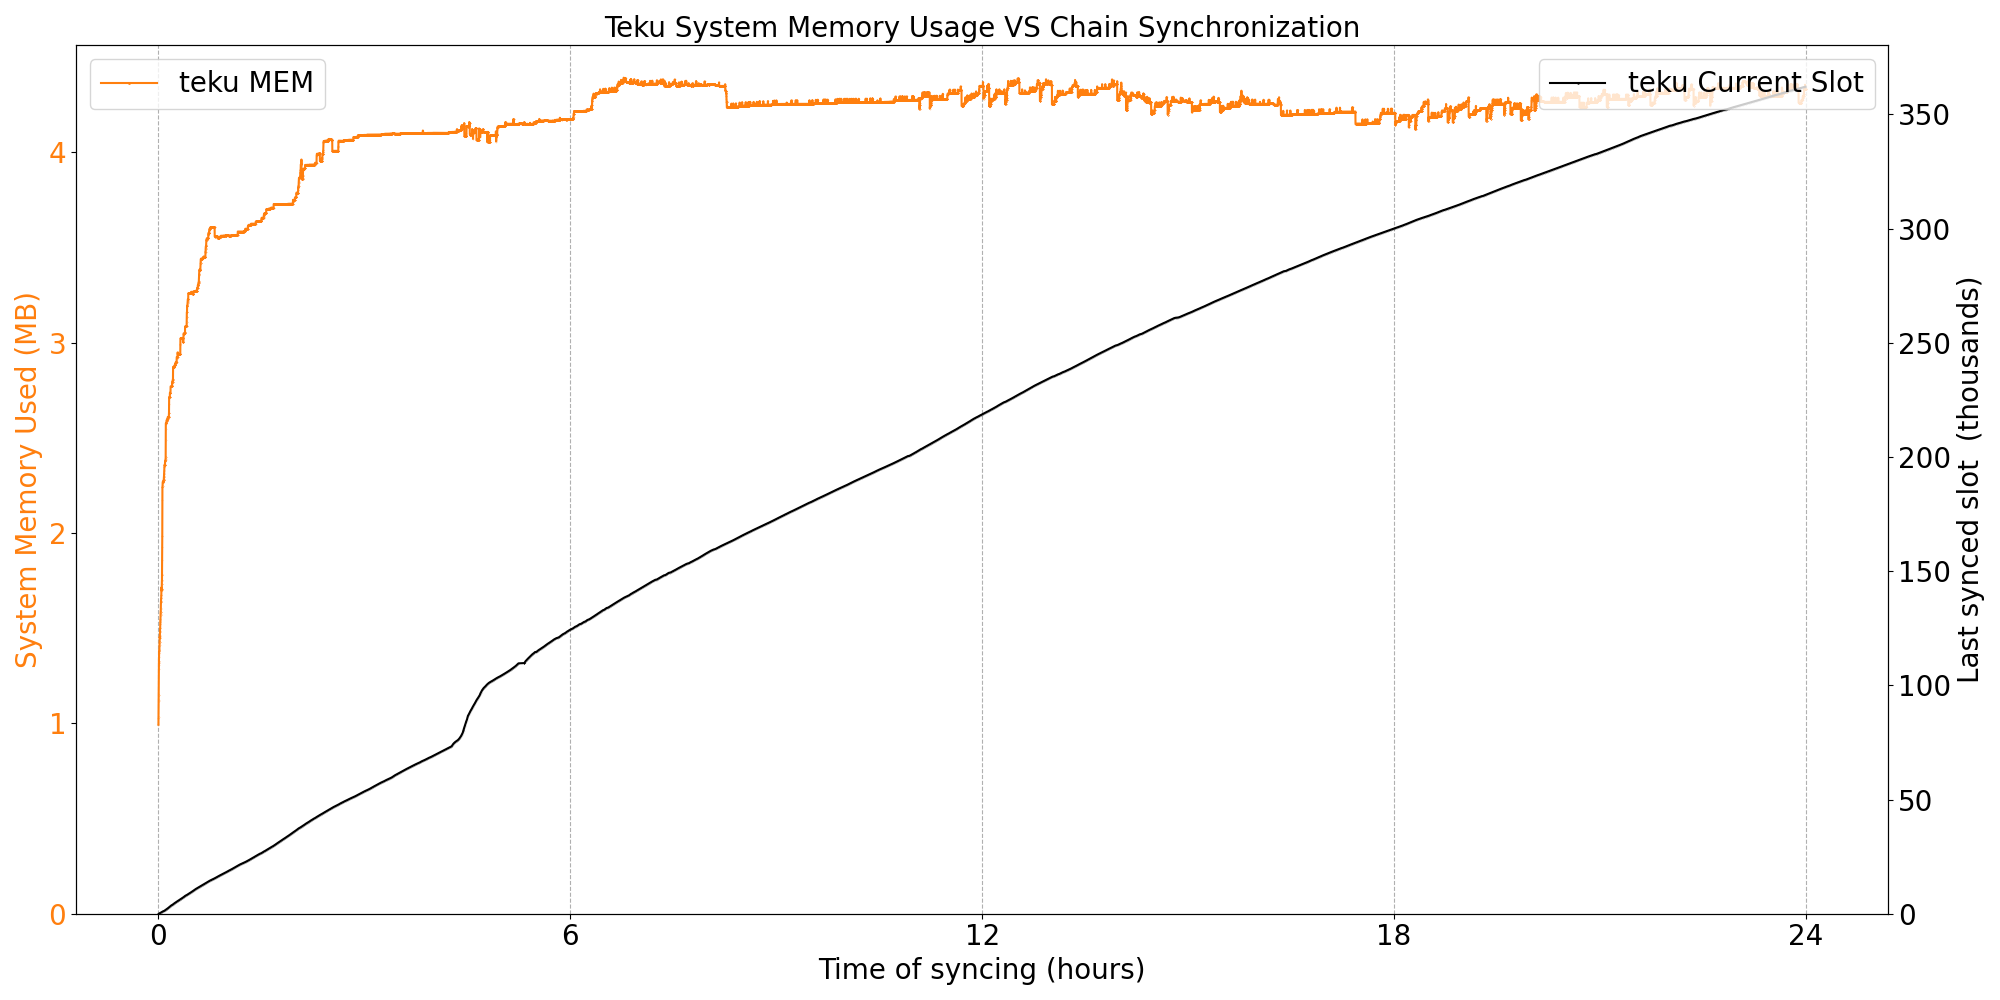 Teku System Memory Usage VS Chain Synchronization
teku MEM
teku Current Slot
System Memory Used (MB)
4
3
2
1
0
350
300
250
200
150
100
50
0
Last synced slot (thousands)
0 6 12 18 24
Time of syncing (hours)